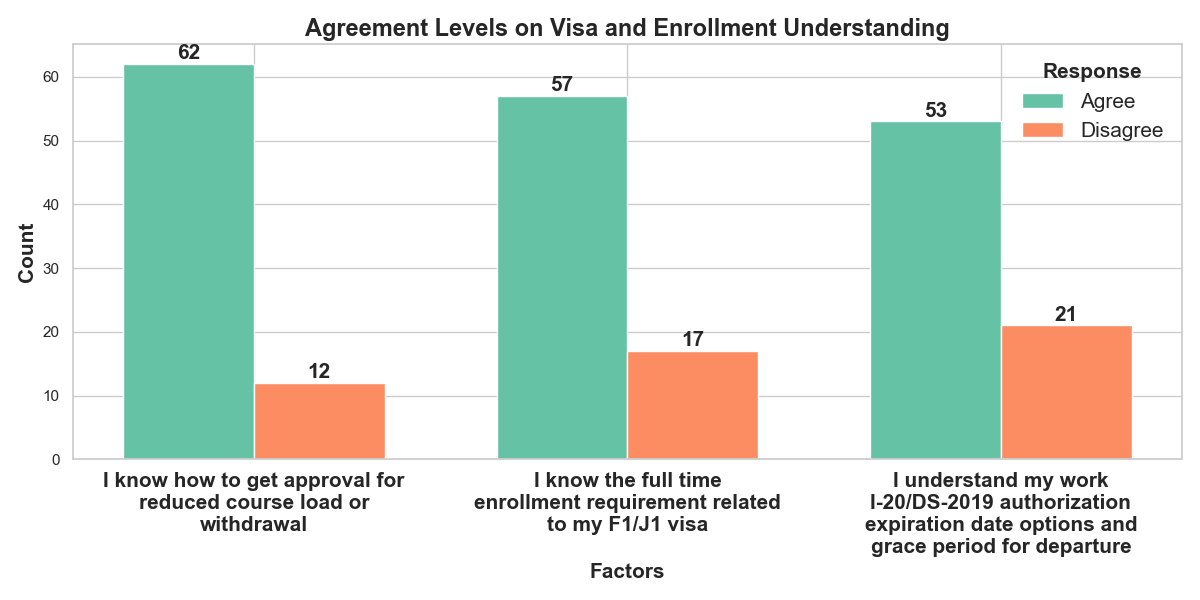 Agreement Levels on Visa and Enrollment Understanding
62
57
53
12
17
21
Response
Agree
Disagree
Count
60
50
40
30
20
10
0
I know how to get approval for
reduced course load or
withdrawal
I know the full time
enrollment requirement related
to my F1/J1 visa
I understand my work
I-20/DS-2019 authorization
expiration date options and
grace period for departure
Factors